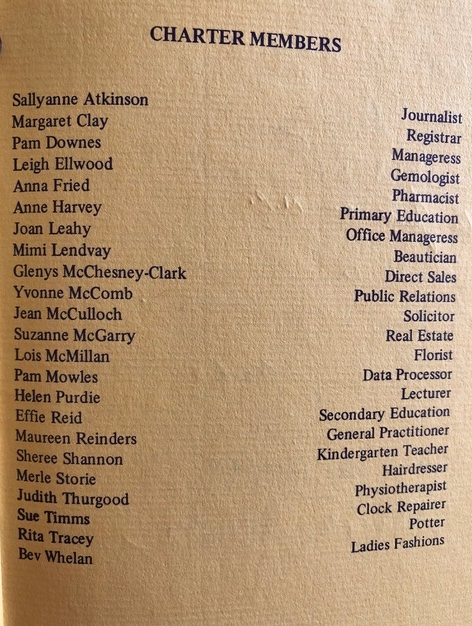 CHARTER MEMBERS
Sallyanne Atkinson Journalist
Margaret Clay Registrar
Pam Downes Manageress
Leigh Ellwood Gemologist
Anna Fried Pharmacist
Anne Harvey Primary Education
Joan Leahy Office Manageress
Mimi Lendvay Beautician
Glenys McChesney-Clark Direct Sales
Yvonne McComb Public Relations
Jean McCulloch Solicitor
Suzanne McGarry Real Estate
Lois McMillan Florist
Pam Mowles Data Processor
Helen Purdie Lecturer
Effie Reid Secondary Education
Maureen Reinders General Practitioner
Sheree Shannon Kindergarten Teacher
Merle Storie Hairdresser
Judith Thurgood Physiotherapist
Sue Timms Clock Repairer
Rita Tracey Potter
Bev Whelan Ladies Fashions